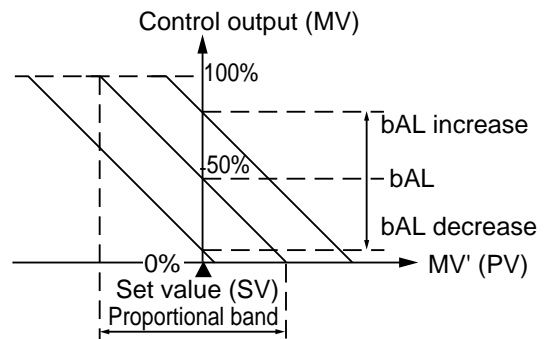 Control output (MV)
100%
bAL increase
50%
bAL
bAL decrease
0%
MV' (PV)
Set value (SV)
Proportional band